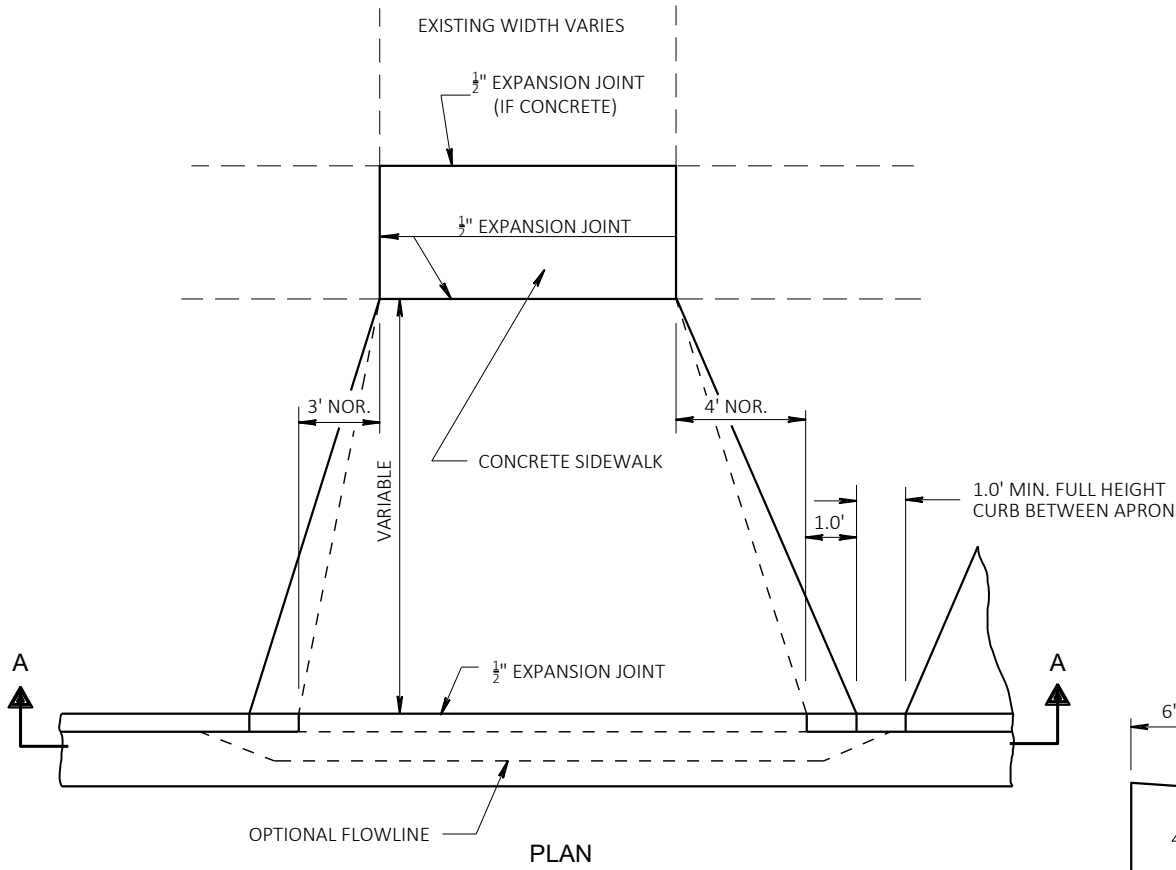 EXISTING WIDTH VARIES
½" EXPANSION JOINT
(IF CONCRETE)
½" EXPANSION JOINT
3' NOR.
4' NOR.
CONCRETE SIDEWALK
VARIABLE
1.0' MIN. FULL HEIGHT
CURB BETWEEN APRON
1.0'
½" EXPANSION JOINT
A
A
6"
4
OPTIONAL FLOWLINE
PLAN